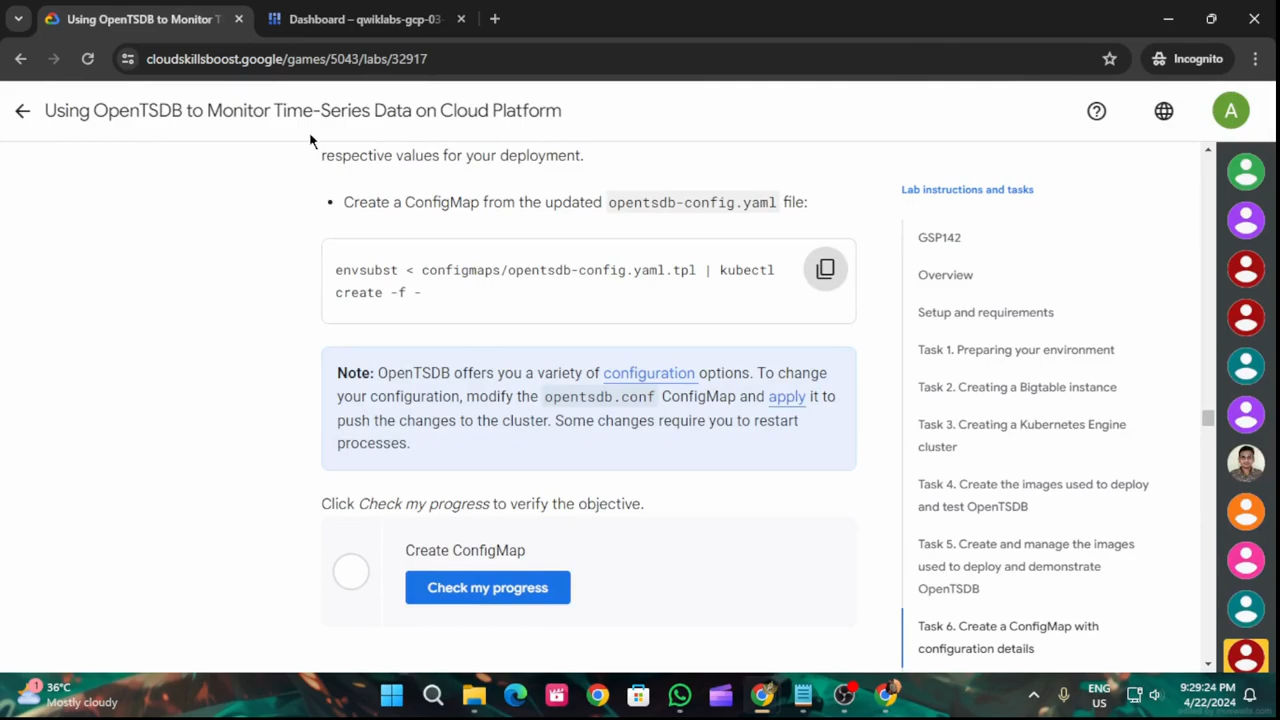 Using OpenTSDB to Monitor T
Dashboard – qwiklabs-gcp-03-
cloudskillsboost.google/games/5043/labs/32917
Incognito
Using OpenTSDB to Monitor Time-Series Data on Cloud Platform
A
respective values for your deployment.
• Create a ConfigMap from the updated opentsdb-config.yaml file:
envsubst < configmaps/opentsdb-config.yaml.tpl | kubectl
create -f -
Note: OpenTSDB offers you a variety of configuration options. To change
your configuration, modify the opentsdb.conf ConfigMap and apply it to
push the changes to the cluster. Some changes require you to restart
processes.
Click Check my progress to verify the objective.
Create ConfigMap
Check my progress
Lab instructions and tasks
GSP142
Overview
Setup and requirements
Task 1. Preparing your environment
Task 2. Creating a Bigtable instance
Task 3. Creating a Kubernetes Engine
cluster
Task 4. Create the images used to deploy
and test OpenTSDB
Task 5. Create and manage the images
used to deploy and demonstrate
OpenTSDB
Task 6. Create a ConfigMap with
configuration details
1
36°C
Mostly cloudy
ENG
US
9:29:24 PM
4/22/2024